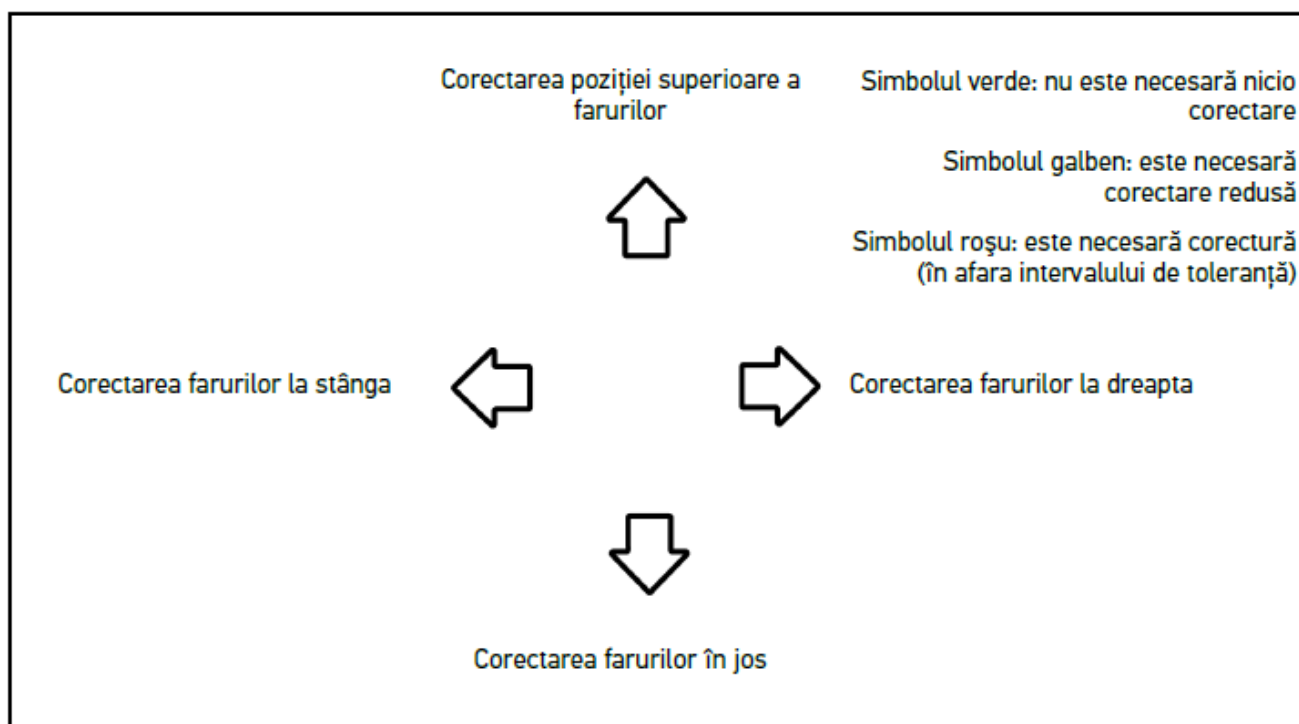 Corectarea poziției superioare a
farurilor
Simbolul verde: nu este necesară nicio
corectare
Simbolul galben: este necesară
corectare redusă
Simbolul roşu: este necesară corectură
(în afara intervalului de toleranță)
Corectarea farurilor la stânga
Corectarea farurilor la dreapta
Corectarea farurilor în jos